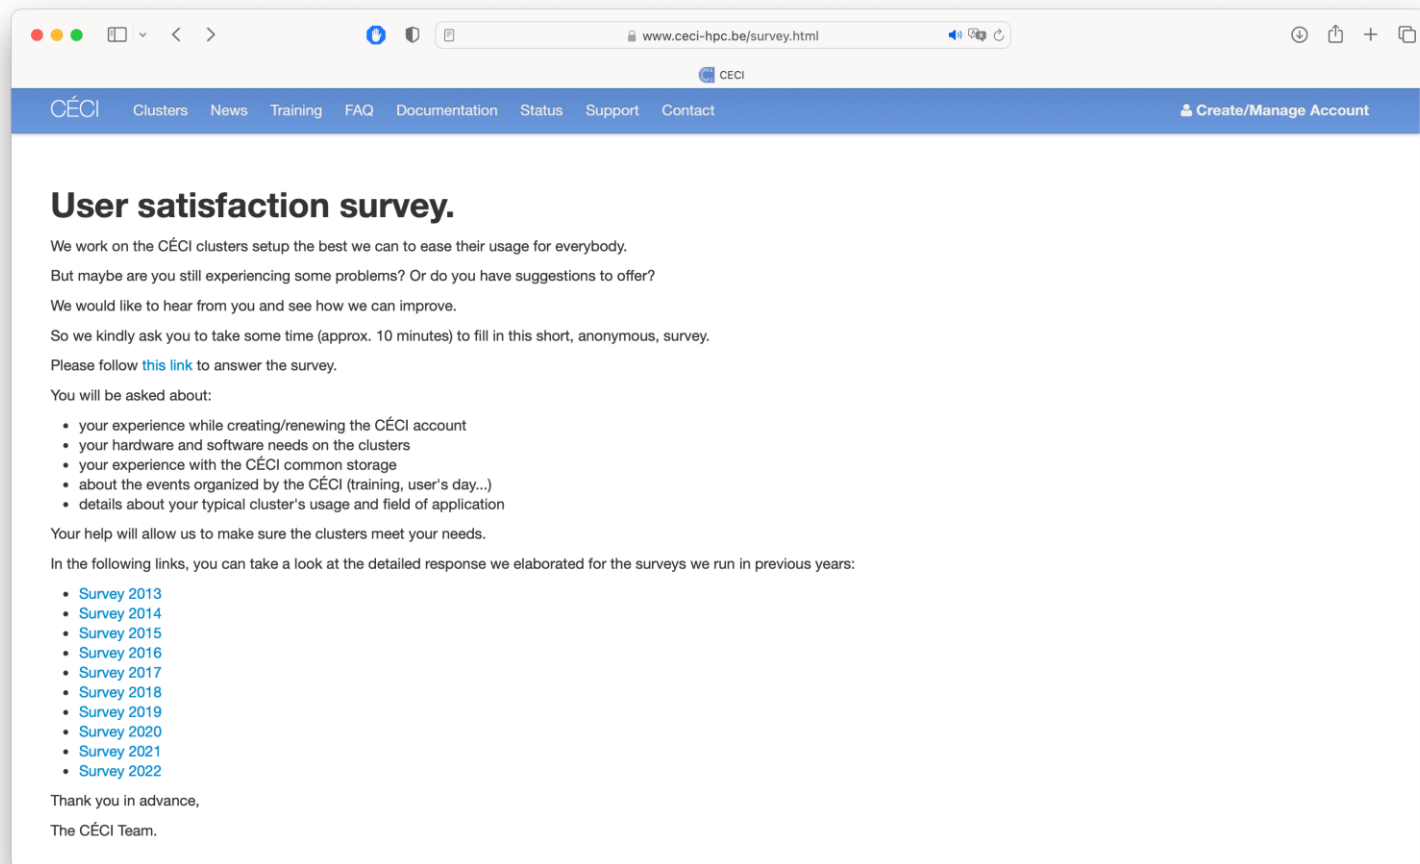 www.ceci-hpc.be/survey.html
CECI
CÉCI Clusters News Training FAQ Documentation Status Support Contact Create/Manage Account
User satisfaction survey.
We work on the CÉCI clusters setup the best we can to ease their usage for everybody.
But maybe are you still experiencing some problems? Or do you have suggestions to offer?
We would like to hear from you and see how we can improve.
So we kindly ask you to take some time (approx. 10 minutes) to fill in this short, anonymous, survey.
Please follow this link to answer the survey.
You will be asked about:
• your experience while creating/renewing the CÉCI account
• your hardware and software needs on the clusters
• your experience with the CÉCI common storage
• about the events organized by the CÉCI (training, user's day...)
• details about your typical cluster's usage and field of application
Your help will allow us to make sure the clusters meet your needs.
In the following links, you can take a look at the detailed response we elaborated for the surveys we run in previous years:
• Survey 2013
• Survey 2014
• Survey 2015
• Survey 2016
• Survey 2017
• Survey 2018
• Survey 2019
• Survey 2020
• Survey 2021
• Survey 2022
Thank you in advance,
The CÉCI Team.